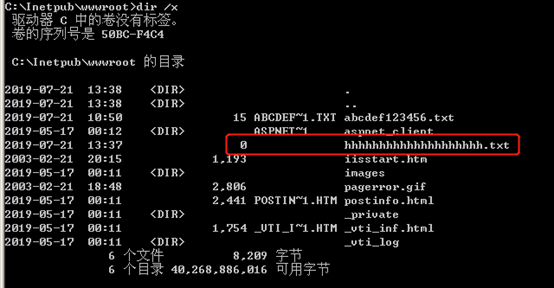 C:\Inetpub\wwwroot>dir /x
驱动器 C 中的卷没有标签。
卷的序列号是 50BC-F4C4
C:\Inetpub\wwwroot 的目录
2019-07-21 13:38 <DIR> .
2019-07-21 13:38 <DIR> ..
2019-07-21 10:50 15 ABCDEF~1.TXT abcdef123456.txt
2019-05-17 00:12 <DIR> ASPNET~1 aspnet_client
2019-07-21 13:37 0 hhhhhhhhhhhhhhhhhhhh.txt
2003-02-21 20:15 1,193 iisstart.htm
2019-05-17 00:11 <DIR> images
2003-02-21 18:48 2,806 pagerror.gif
2019-05-17 00:11 2,441 POSTIN~1.HTM postinfo.html
2019-05-17 00:11 <DIR> _private
2019-05-17 00:11 1,754 _VTI_I~1.HTM _vti_inf.html
2019-05-17 00:11 <DIR> _vti_log
6 个文件 8,209 字节
6 个目录 40,268,886,016 可用字节